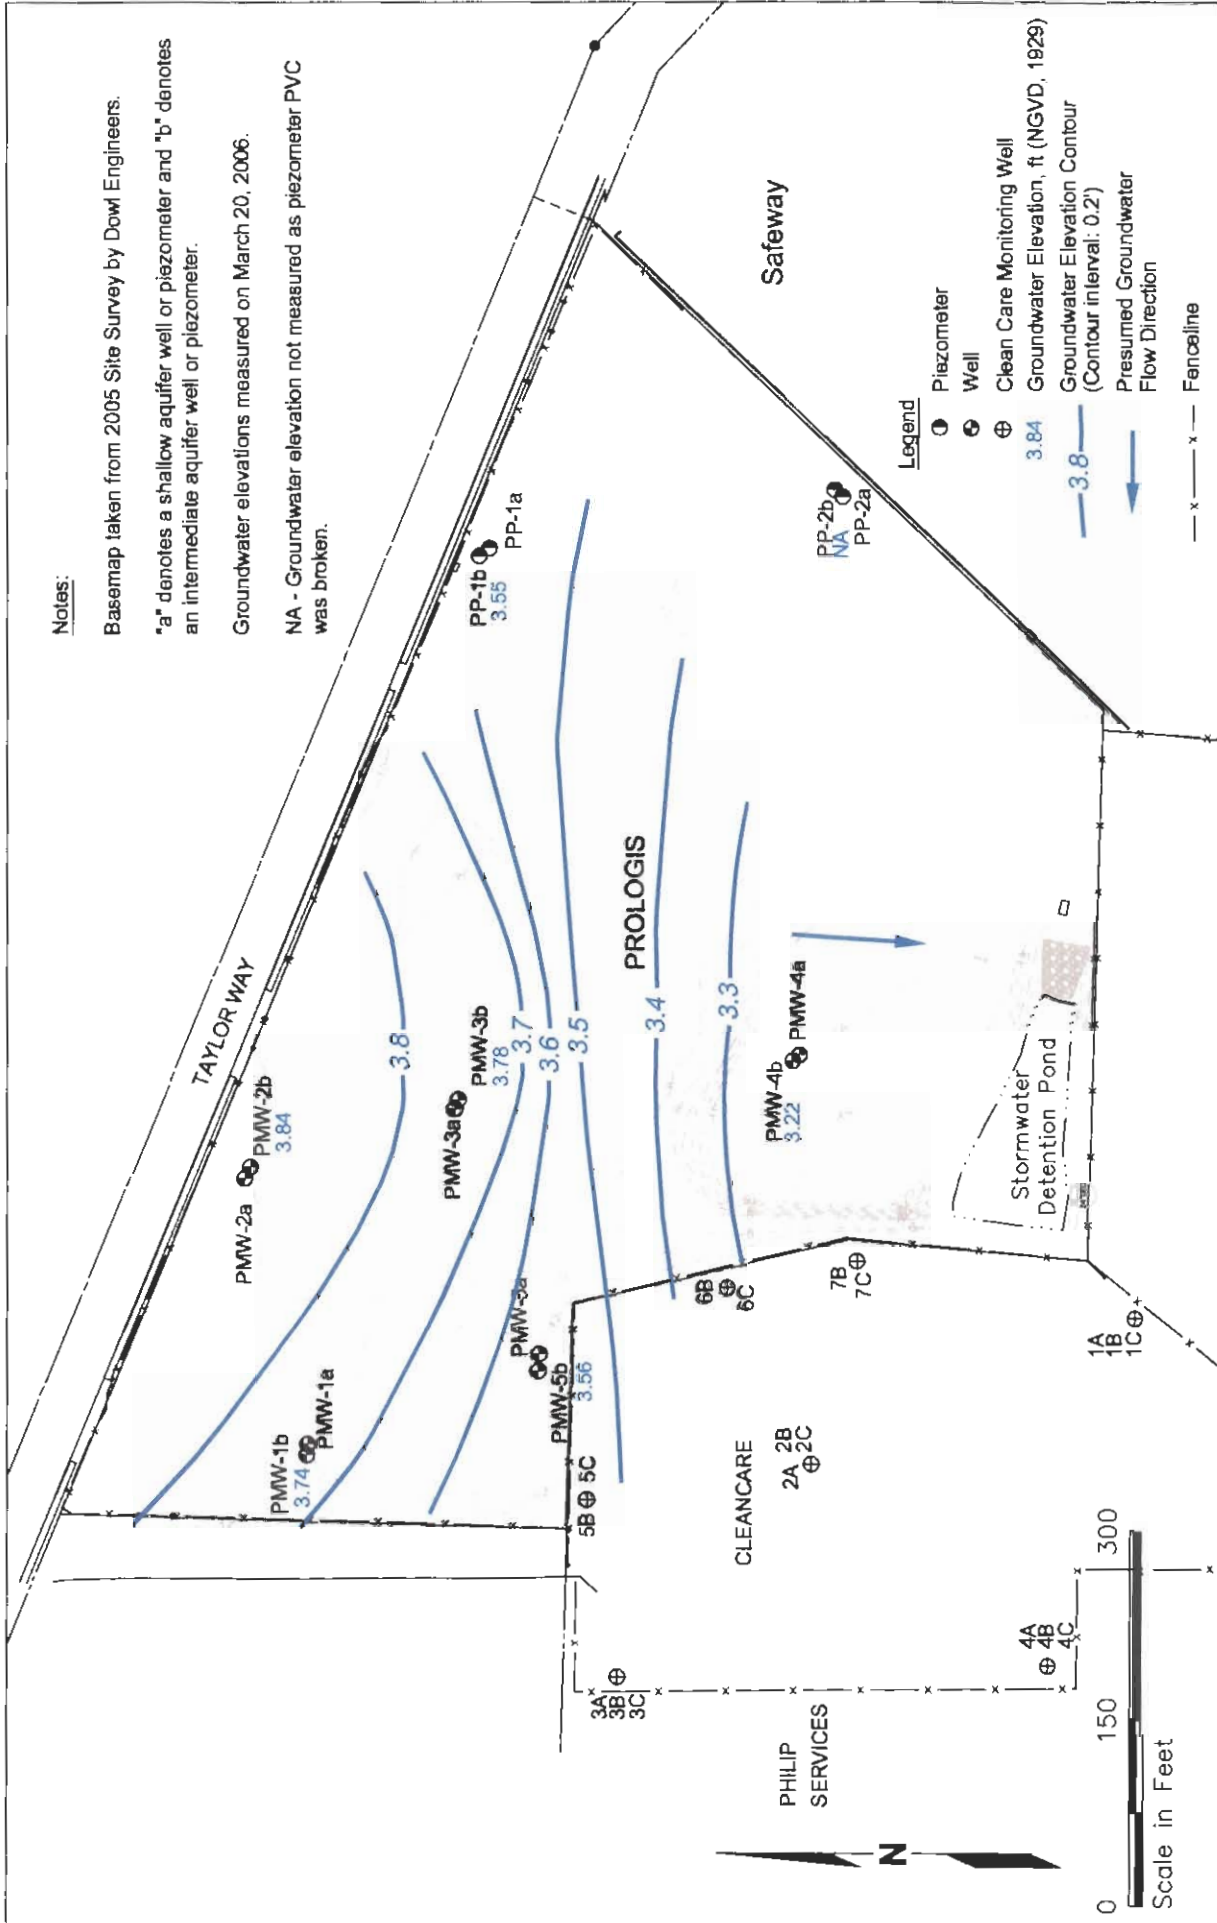 Notes:
Basemap taken from 2005 Site Survey by Dowl Engineers.
"a" denotes a shallow aquifer well or piezometer and "b" denotes
an intermediate aquifer well or piezometer.
Groundwater elevations measured on March 20, 2006.
NA - Groundwater elevation not measured as piezometer PVC
was broken.
TAYLOR WAY
PMW-2a
PMW-2b
3.84
PMW-1b
3.74
PMW-1a
PMW-3a
PMW-3b
3.78
PP-1b
3.55
PP-1a
PMW-5a
PMW-5b
3.56
3.8
3.7
3.6
3.5
3.4
3.3
PROLOGIS
Safeway
PP-2b
NA
PP-2a
PMW-4b
3.22
PMW-4a
5B
5C
6B
6C
7B
7C
CLEANCARE
2A
2B
2C
3A
3B
3C
4A
4B
4C
1A
1B
1C
PHILIP
SERVICES
Stormwater
Detention Pond
N
0 150 300
Scale in Feet
Legend
Piezometer
Well
Clean Care Monitoring Well
3.84 Groundwater Elevation, ft (NGVD, 1929)
3.8 Groundwater Elevation Contour
(Contour interval: 0.2')
Presumed Groundwater
Flow Direction
Fenceline